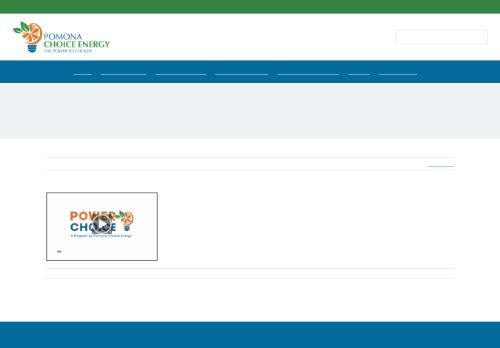 POMONA
CHOICE ENERGY
THE POWER TO CHOOSE
POWER
CHOICE
A Program by Pomona Choice Energy